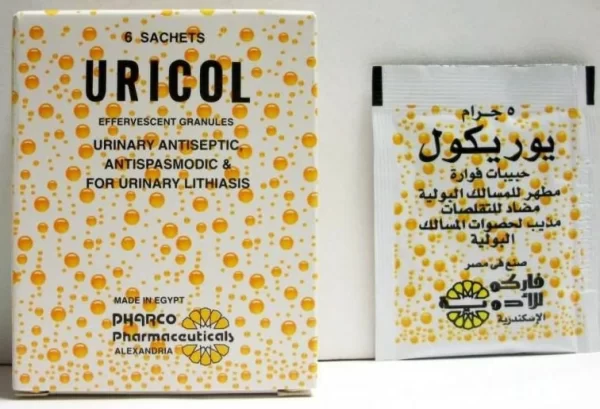 6 SACHETS
URICOL
EFFERVESCENT GRANULES
URINARY ANTISEPTIC,
ANTISPASMODIC &
FOR URINARY LITHIASIS
MADE IN EGYPT
PHARCO
Pharmaceuticals
ALEXANDRIA
٥ جرام
يوريكول
حبيبات فوارة
مطهر للمسالك البولية
مضاد للتقلصات
مذيب لحصوات المسالك
البولية
صنع فى مصر
فاركو
للأدوية
الإسكندرية